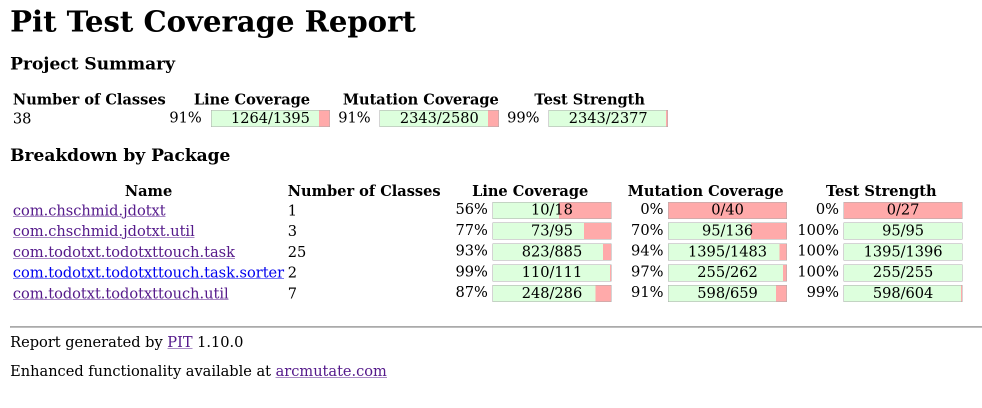 Pit Test Coverage Report
Project Summary
Number of Classes Line Coverage Mutation Coverage Test Strength
38 91% 1264/1395 91% 2343/2580 99% 2343/2377
Breakdown by Package
Name Number of Classes Line Coverage Mutation Coverage Test Strength
com.chschmid.jdotxt 1 56% 10/18 0% 0/40 0% 0/27
com.chschmid.jdotxt.util 3 77% 73/95 70% 95/136 100% 95/95
com.todotxt.todotxttouch.task 25 93% 823/885 94% 1395/1483 100% 1395/1396
com.todotxt.todotxttouch.task.sorter 2 99% 110/111 97% 255/262 100% 255/255
com.todotxt.todotxttouch.util 7 87% 248/286 91% 598/659 99% 598/604
Report generated by PIT 1.10.0
Enhanced functionality available at arcmutate.com